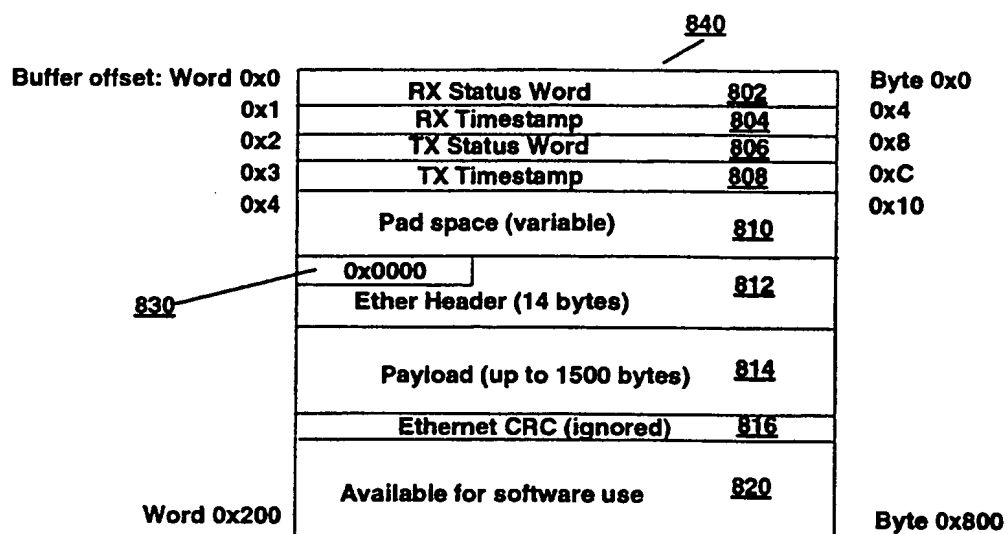 840
Buffer offset: Word 0x0 RX Status Word 802 Byte 0x0
0x1 RX Timestamp 804 0x4
0x2 TX Status Word 806 0x8
0x3 TX Timestamp 808 0xC
0x4 Pad space (variable) 810 0x10
0x0000
830 Ether Header (14 bytes) 812
Payload (up to 1500 bytes) 814
Ethernet CRC (ignored) 816
Available for software use 820
Word 0x200 Byte 0x800